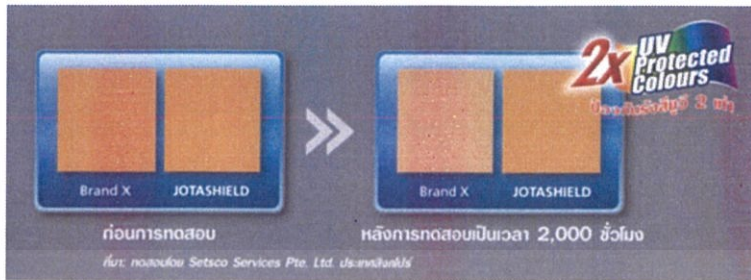 2x UV Protected Colours
ป้องกันรังสียูวี 2 เท่า
Brand X JOTASHIELD
Brand X JOTASHIELD
ก่อนการทดสอบ
หลังการทดสอบเป็นเวลา 2,000 ชั่วโมง
ที่มา: ทดสอบโดย Setsco Services Pte. Ltd. ประเทศสิงคโปร์